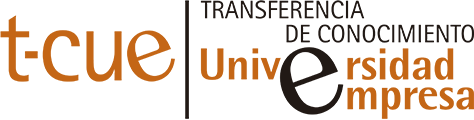 t-cue
TRANSFERENCIA
DE CONOCIMIENTO
Universidad
empresa